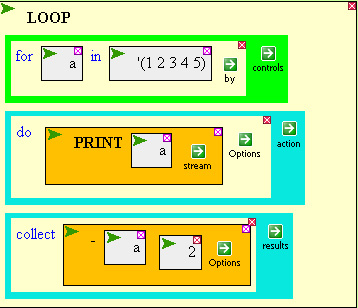 LOOP
for a in '(1 2 3 4 5) by controls
do PRINT a stream Options action
collect - a 2 Options results